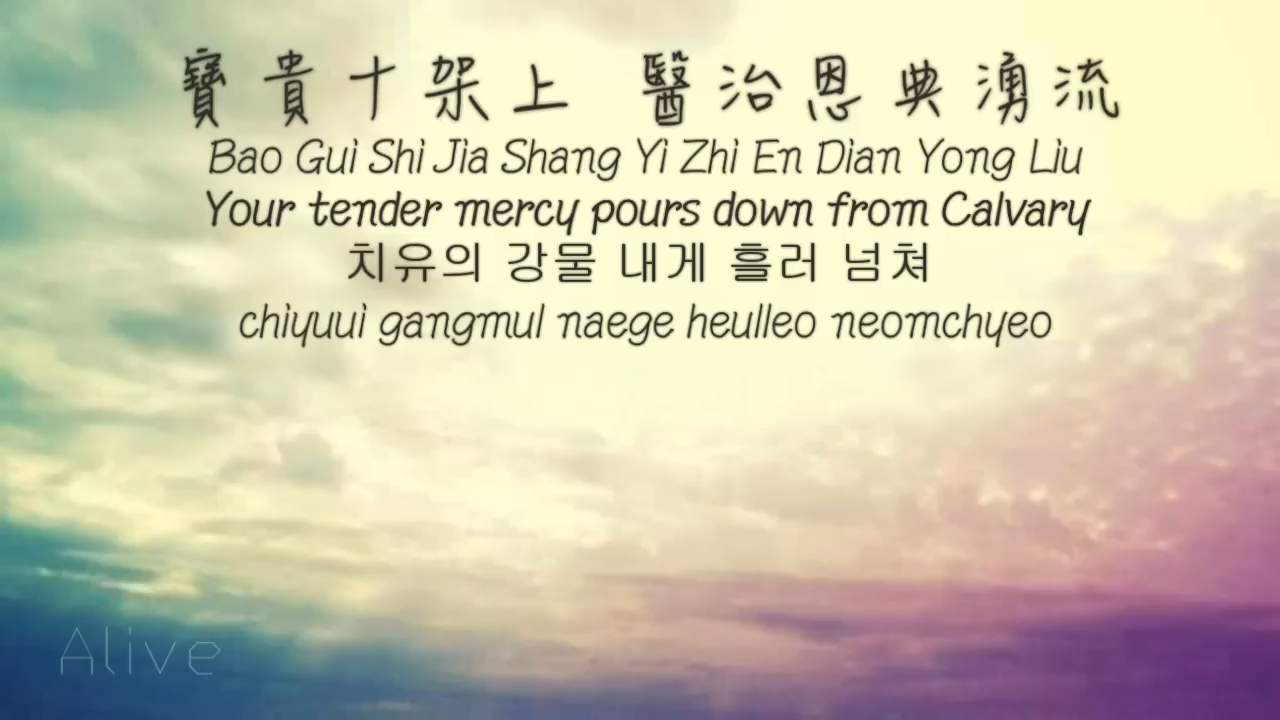 寶貴十架上 醫治恩典湧流
Bao Gui Shi Jia Shang Yi Zhi En Dian Yong Liu
Your tender mercy pours down from Calvary
치유의 강물 내게 흘러 넘쳐
chiyuui gangmul naege heulleo neomchyeo
Alive